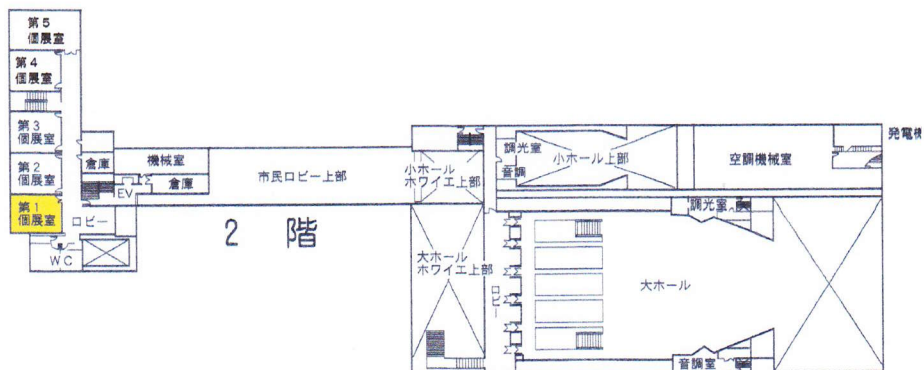 第5
個展室
第4
個展室
第3
個展室
第2
個展室
第1
個展室
倉庫
機械室
倉庫
EV
ロビー
WC
市民ロビー上部
2 階
小ホール
ホワイエ上部
大ホール
ホワイエ上部
ロビー
調光室
音調
小ホール上部
空調機械室
発電機
調光室
大ホール
音調室